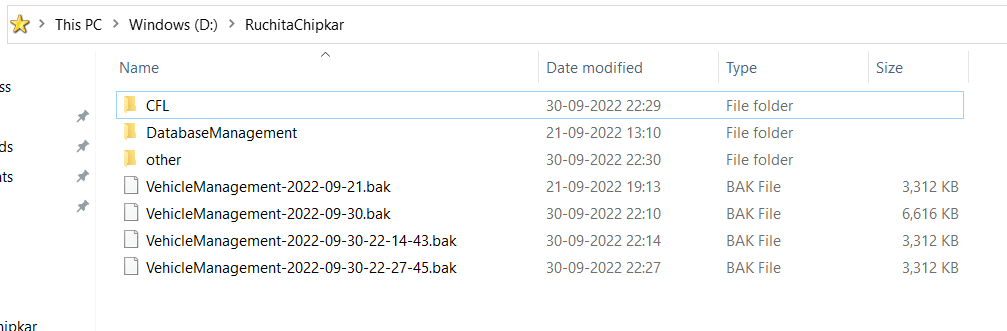 This PC > Windows (D:) > RuchitaChipkar
Name Date modified Type Size
ss
CFL 30-09-2022 22:29 File folder
DatabaseManagement 21-09-2022 13:10 File folder
ds
other 30-09-2022 22:30 File folder
nts
VehicleManagement-2022-09-21.bak 21-09-2022 19:13 BAK File 3,312 KB
VehicleManagement-2022-09-30.bak 30-09-2022 22:10 BAK File 6,616 KB
VehicleManagement-2022-09-30-22-14-43.bak 30-09-2022 22:14 BAK File 3,312 KB
VehicleManagement-2022-09-30-22-27-45.bak 30-09-2022 22:27 BAK File 3,312 KB
hipkar